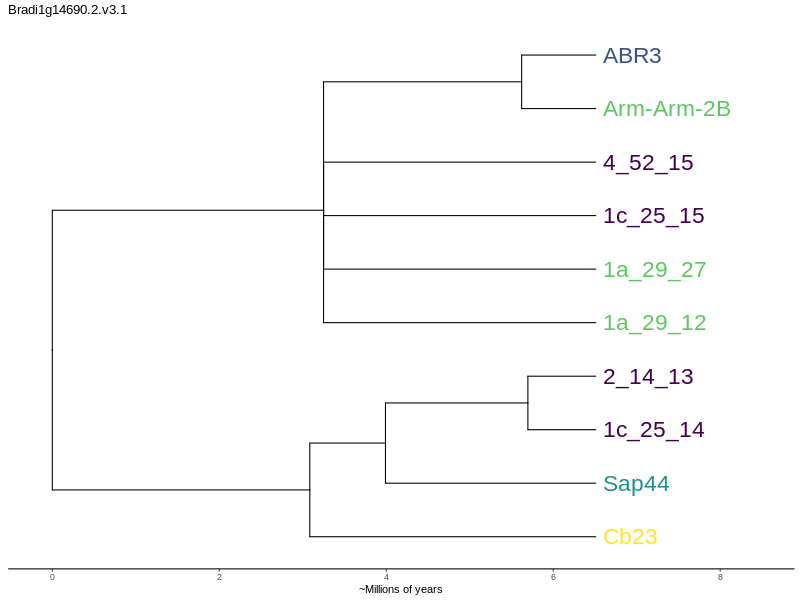 Bradi1g14690.2.v3.1
ABR3
Arm-Arm-2B
4_52_15
1c_25_15
1a_29_27
1a_29_12
2_14_13
1c_25_14
Sap44
Cb23
0 2 4 6 8
~Millions of years